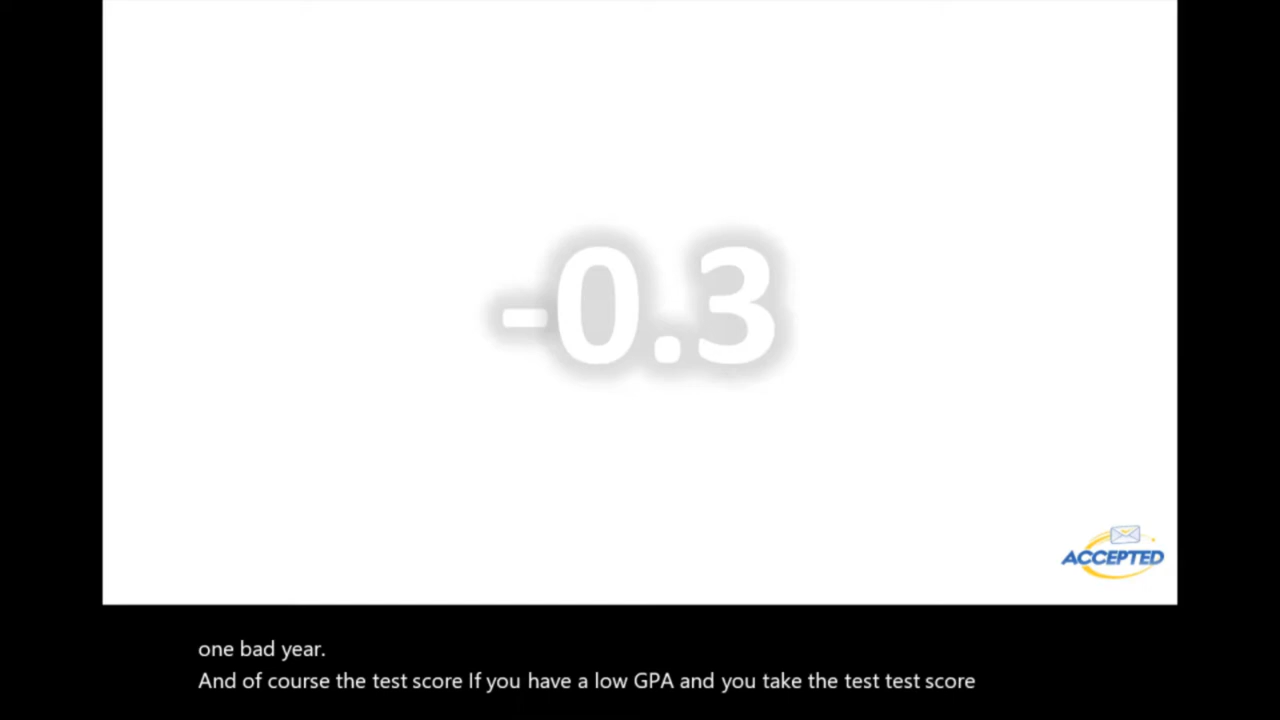 -0.3
ACCEPTED
one bad year.
And of course the test score If you have a low GPA and you take the test test score